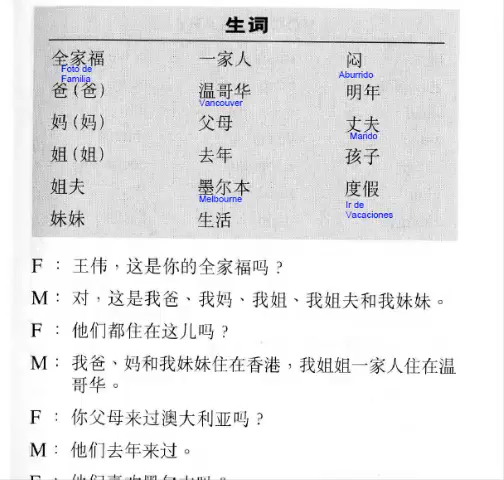 生词
全家福 一家人 闷
Foto de Familia Aburrido
爸(爸) 温哥华 明年
Vancouver
妈(妈) 父母 丈夫
Marido
姐(姐) 去年 孩子
姐夫 墨尔本 度假
Melbourne Ir de Vacaciones
妹妹 生活
F：王伟，这是你的全家福吗？
M：对，这是我爸、我妈、我姐、我姐夫和我妹妹。
F：他们都住在这儿吗？
M：我爸、妈和我妹妹住在香港，我姐姐一家人住在温
哥华。
F：你父母来过澳大利亚吗？
M：他们去年来过。